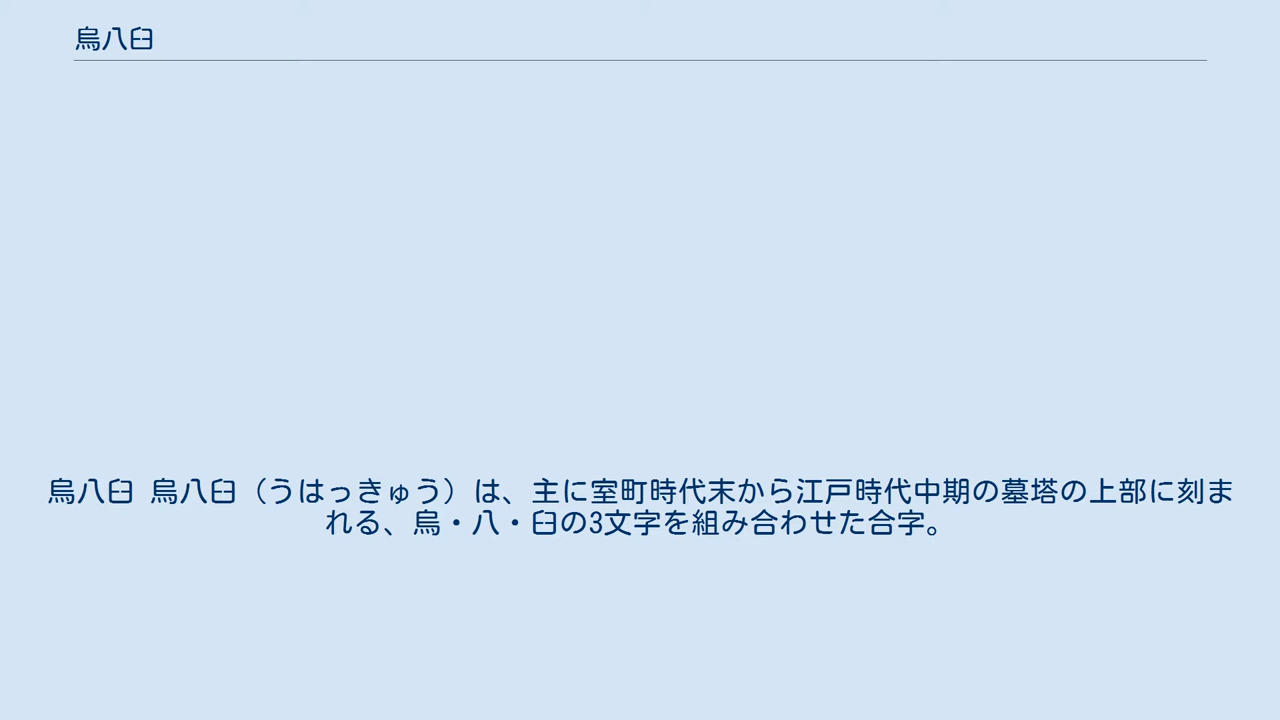 烏八臼
烏八臼 烏八臼（うはっきゅう）は、主に室町時代末から江戸時代中期の墓塔の上部に刻ま
れる、烏・八・臼の3文字を組み合わせた合字。